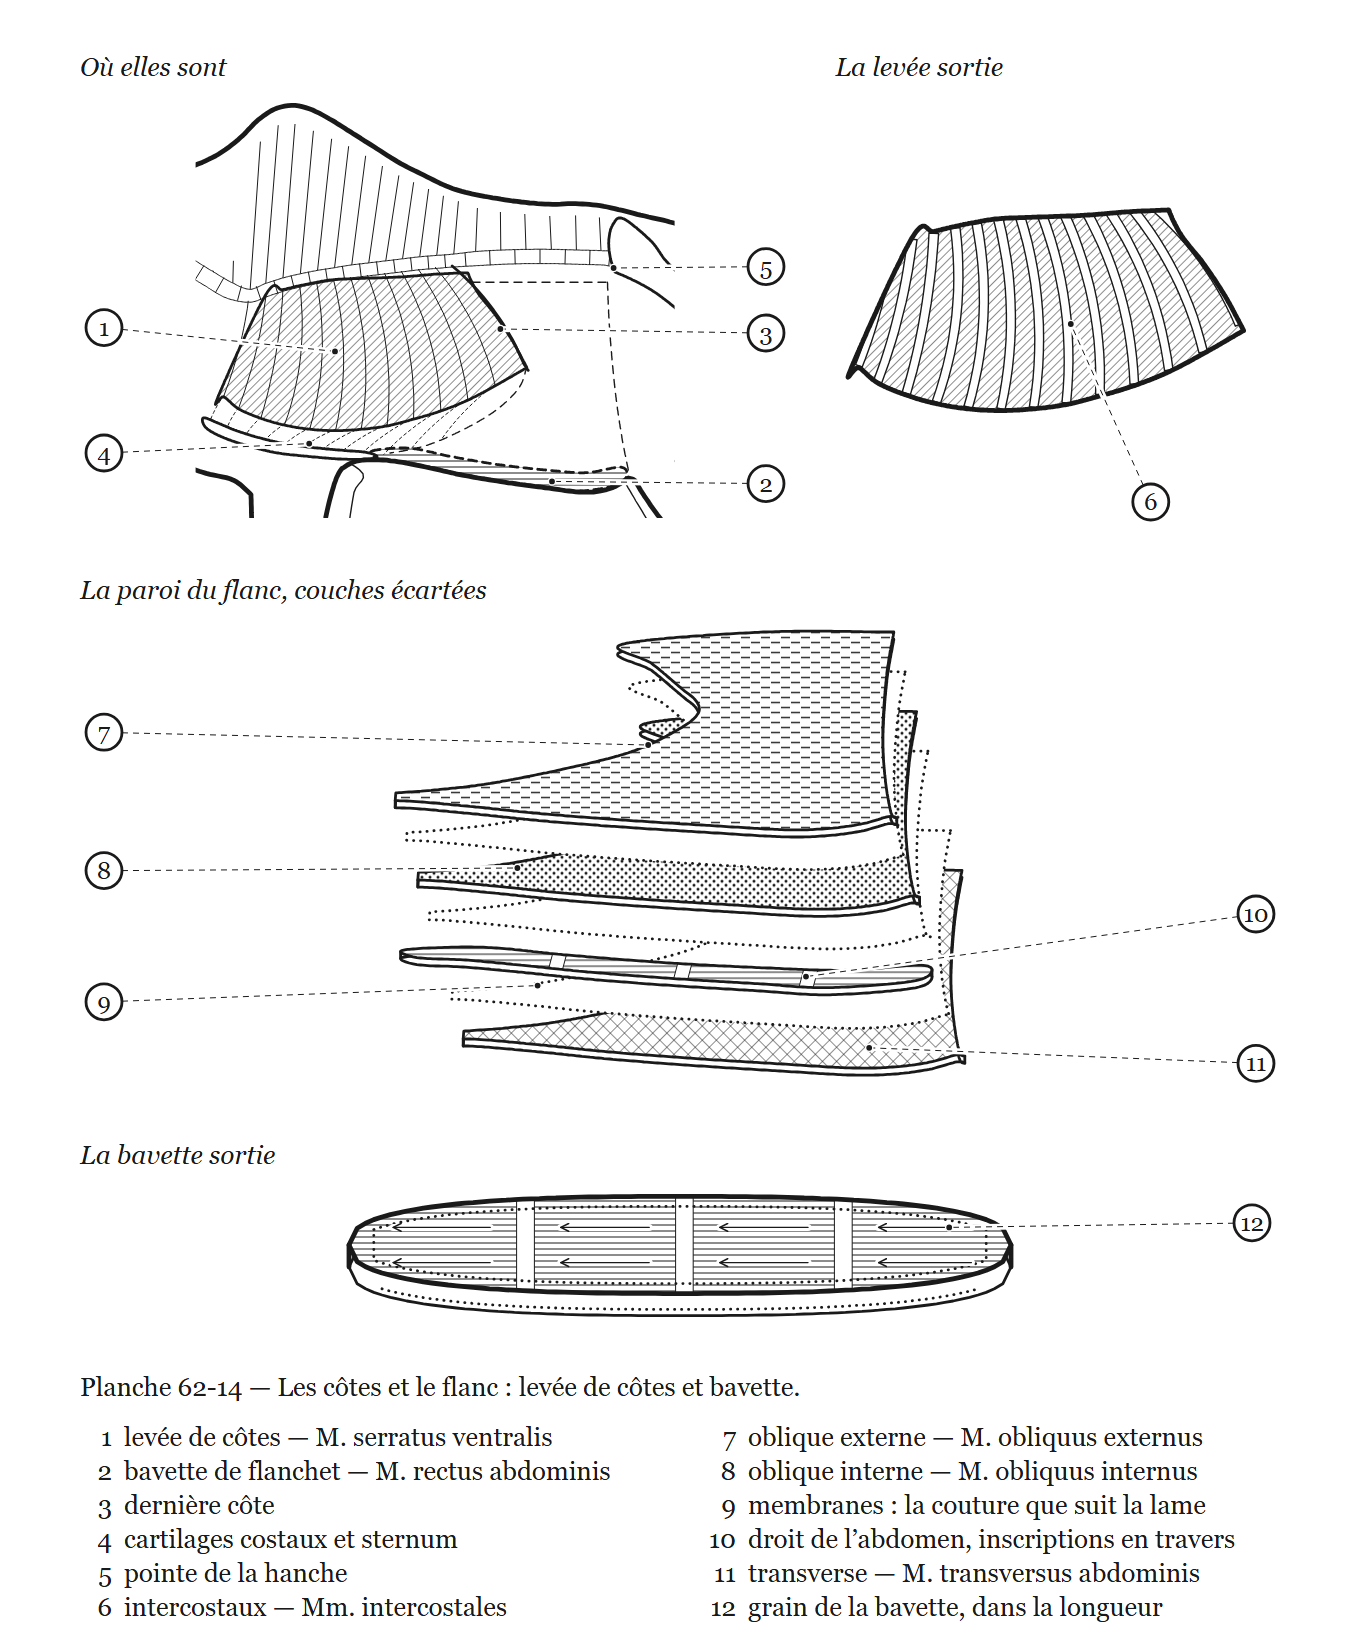 Où elles sont
La levée sortie
5
1
3
4
2
6
La paroi du flanc, couches écartées
7
8
10
9
11
La bavette sortie
12
Planche 62-14 — Les côtes et le flanc : levée de côtes et bavette.
1 levée de côtes — M. serratus ventralis
2 bavette de flanchet — M. rectus abdominis
3 dernière côte
4 cartilages costaux et sternum
5 pointe de la hanche
6 intercostaux — Mm. intercostales
7 oblique externe — M. obliquus externus
8 oblique interne — M. obliquus internus
9 membranes : la couture que suit la lame
10 droit de l’abdomen, inscriptions en travers
11 transverse — M. transversus abdominis
12 grain de la bavette, dans la longueur